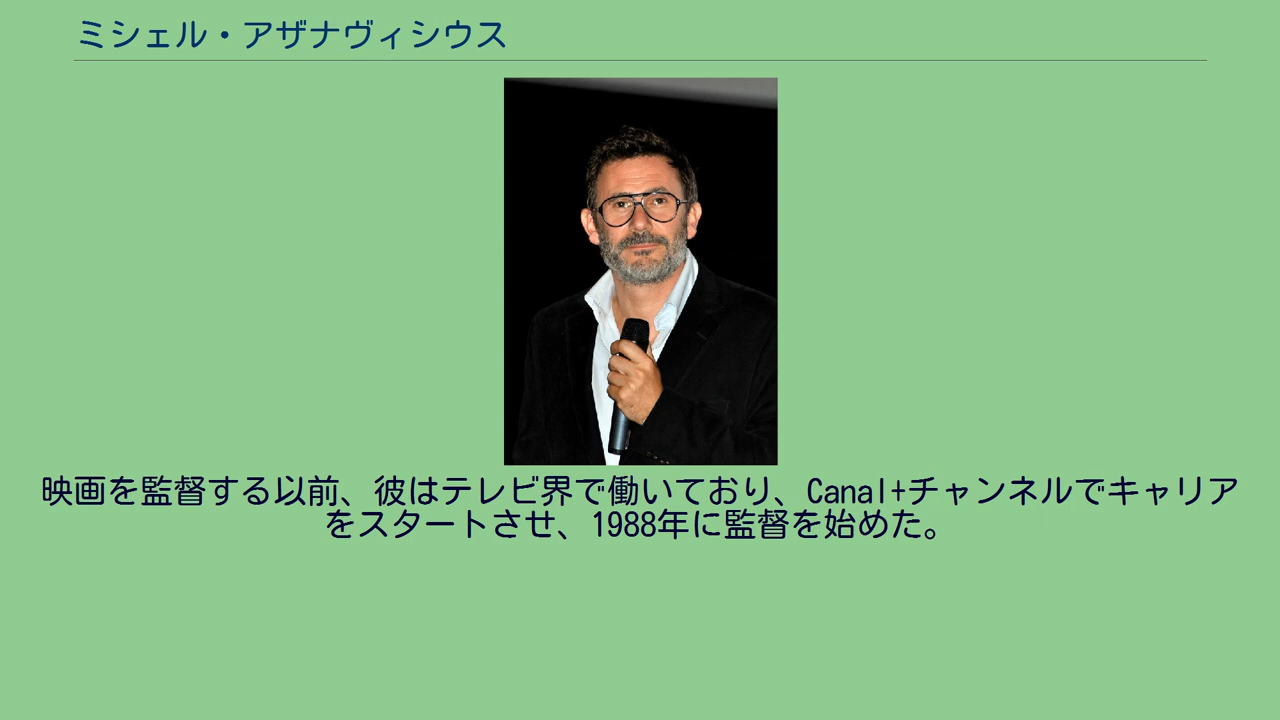 ミシェル・アザナヴィシウス
映画を監督する以前、彼はテレビ界で働いており、Canal+チャンネルでキャリア
をスタートさせ、1988年に監督を始めた。